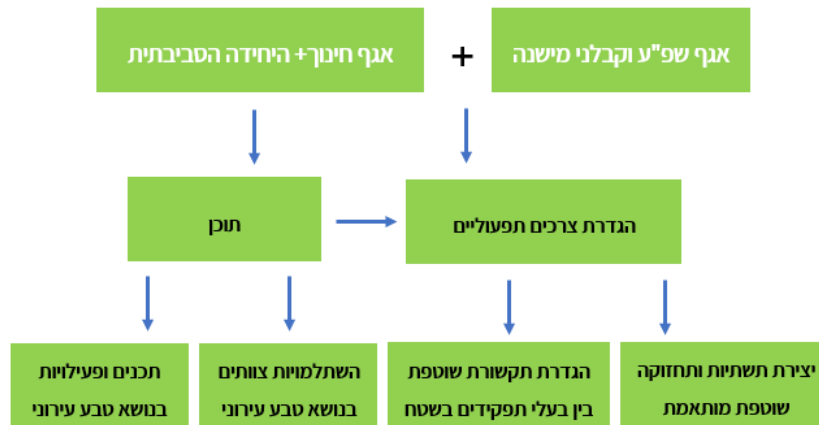 אגף שפ"ע וקבלני מישנה
+
אגף חינוך+ היחידה הסביבתית
הגדרת צרכים תפעוליים
תוכן
יצירת תשתיות ותחזוקה
שוטפת מותאמת
הגדרת תקשורת שוטפת
בין בעלי תפקידים בשטח
השתלמויות צוותים
בנושא טבע עירוני
תכנים ופעילויות
בנושא טבע עירוני